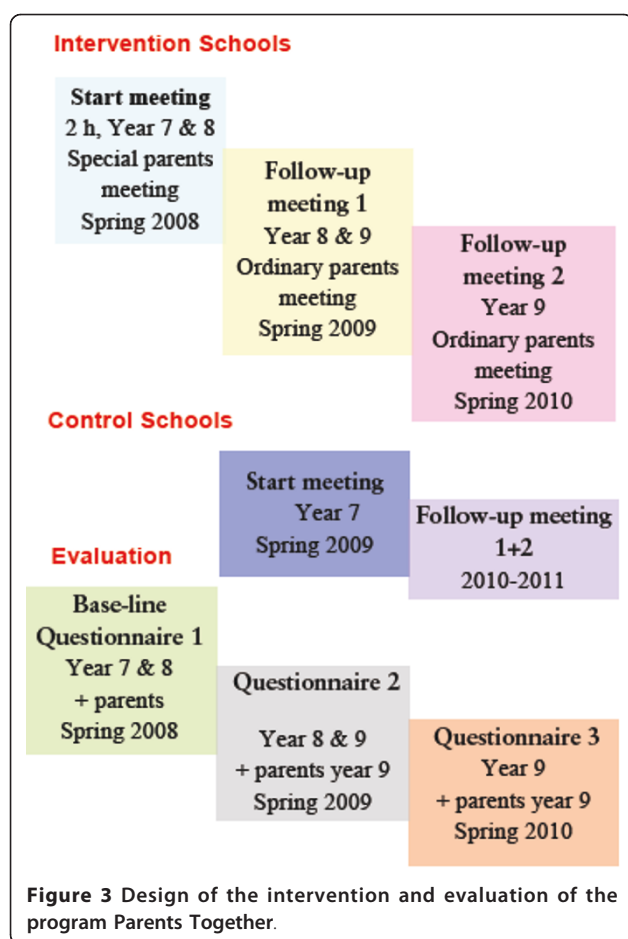 Intervention Schools
Start meeting
2 h, Year 7 & 8
Special parents
meeting
Spring 2008
Follow-up
meeting 1
Year 8 & 9
Ordinary parents
meeting
Spring 2009
Follow-up
meeting 2
Year 9
Ordinary parents
meeting
Spring 2010
Control Schools
Start meeting
Year 7
Spring 2009
Follow-up meeting
1+2
2010-2011
Evaluation
Base-line
Questionnaire 1
Year 7 & 8
+ parents
Spring 2008
Questionnaire 2
Year 8 & 9
+ parents year 9
Spring 2009
Questionnaire 3
Year 9
+ parents year 9
Spring 2010
Figure 3 Design of the intervention and evaluation of the
program Parents Together.